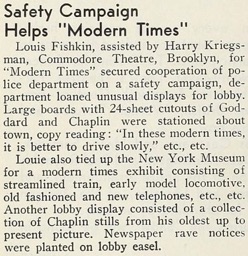 Safety Campaign
Helps "Modern Times"
Louis Fishkin, assisted by Harry Kriegs-
man, Commodore Theatre, Brooklyn, for
"Modern Times" secured cooperation of po-
lice department on a safety campaign, de-
partment loaned unusual displays for lobby.
Large boards with 24-sheet cutouts of God-
dard and Chaplin were stationed about
town, copy reading: "In these modern times,
it is better to drive slowly," etc., etc.
Louie also tied up the New York Museum
for a modern times exhibit consisting of
streamlined train, early model locomotive,
old fashioned and new telephones, etc., etc.
Another lobby display consisted of a collec-
tion of Chaplin stills from his oldest up to
present picture. Newspaper rave notices
were planted on lobby easel.